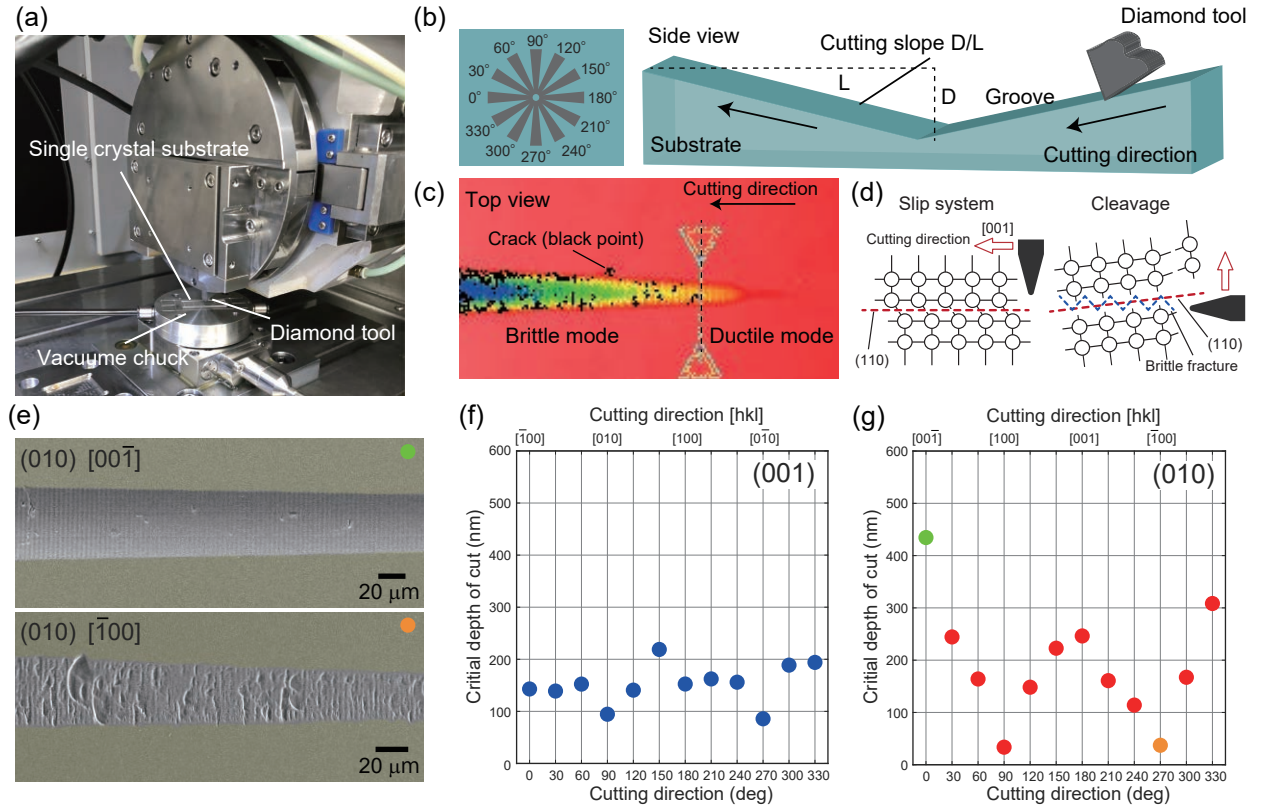 (a)
Single crystal substrate
Diamond tool
Vacuume chuck
(b)
90°
60°
120°
30°
150°
0°
180°
330°
210°
300°
240°
270°
Side view
Cutting slope D/L
Diamond tool
L
D
Groove
Substrate
Cutting direction
(c)
Top view
Cutting direction
Crack (black point)
Brittle mode
Ductile mode
(d)
Slip system
Cleavage
[001]
Cutting direction
(110)
(110)
Brittle fracture
(e)
(010) [001̅]
20 μm
(010) [1̅00]
20 μm
(f)
Cutting direction [hkl]
[1̅00]
[010]
[100]
[01̅0]
(001)
Critial depth of cut (nm)
600
500
400
300
200
100
0
0 30 60 90 120 150 180 210 240 270 300 330
Cutting direction (deg)
(g)
Cutting direction [hkl]
[001̅]
[100]
[001]
[1̅00]
(010)
Critial depth of cut (nm)
600
500
400
300
200
100
0
0 30 60 90 120 150 180 210 240 270 300 330
Cutting direction (deg)